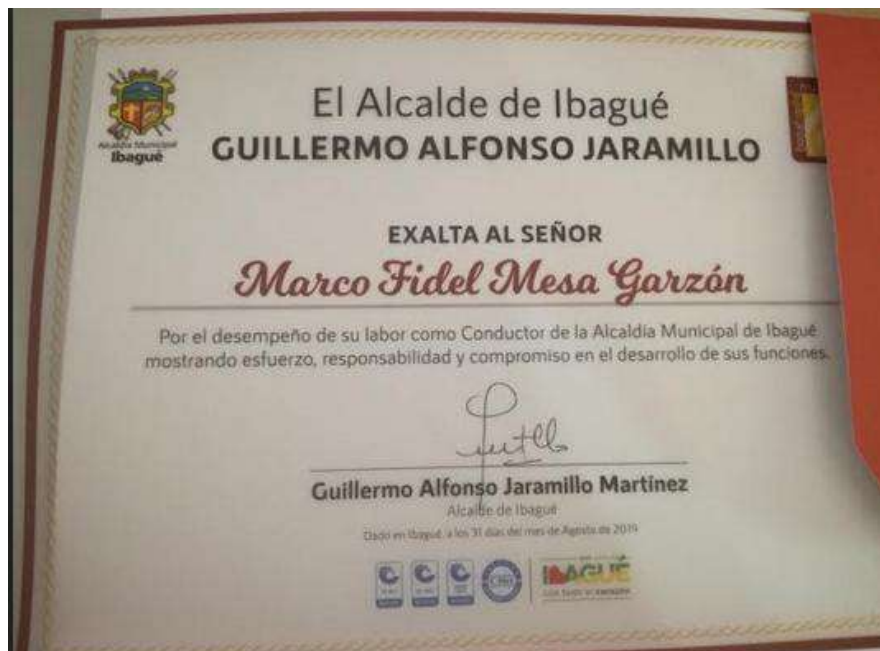 Alcaldía Municipal
Ibagué
El Alcalde de Ibagué
GUILLERMO ALFONSO JARAMILLO
EXALTA AL SEÑOR
Marco Fidel Mesa Garzón
Por el desempeño de su labor como Conductor de la Alcaldía Municipal de Ibagué
mostrando esfuerzo, responsabilidad y compromiso en el desarrollo de sus funciones.
Guillermo Alfonso Jaramillo Martínez
Alcalde de Ibagué
Dado en Ibagué, a los 31 días del mes de Agosto de 2019
IBAGUÉ